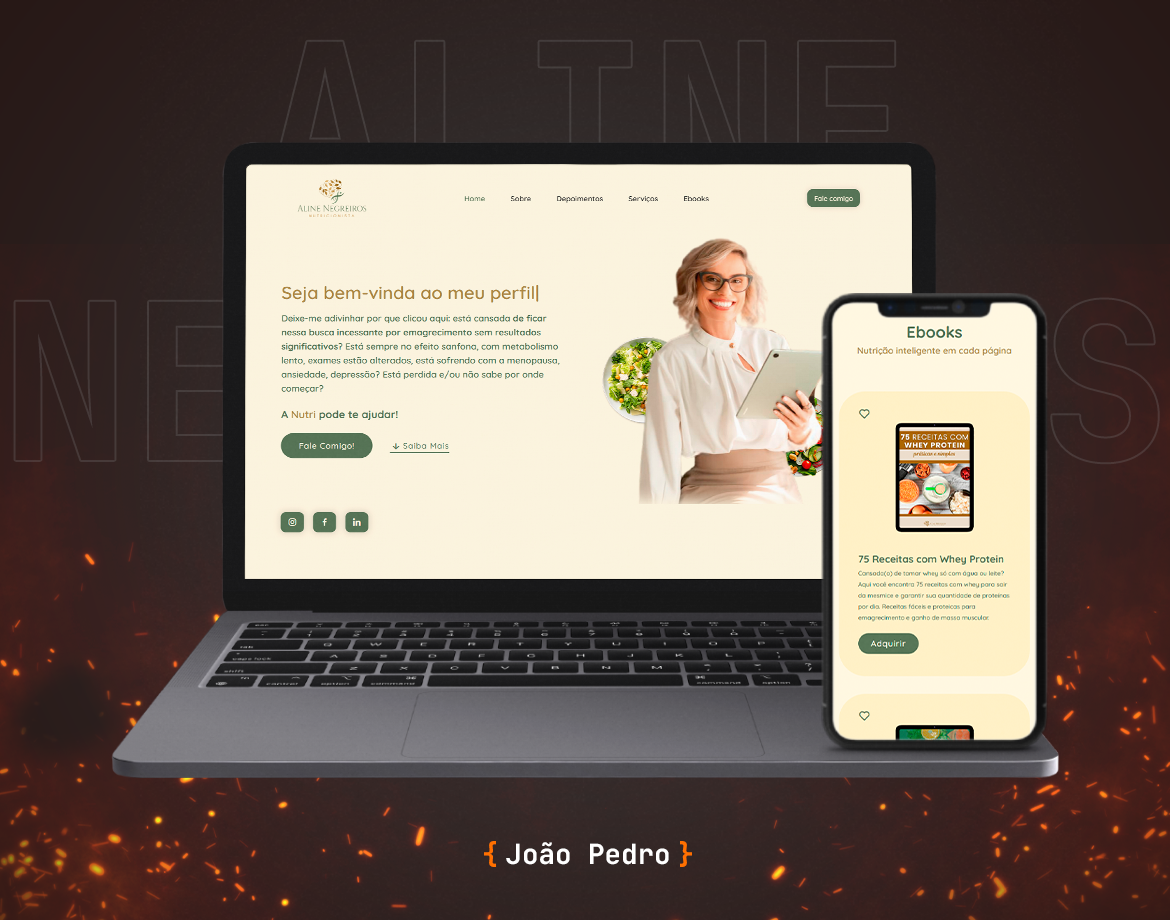 ALINE
NEGREIROS
ALINE NEGREIROS
NUTRICIONISTA
Home
Sobre
Depoimentos
Serviços
Ebooks
Fale comigo
Seja bem-vinda ao meu perfil|
Deixe-me adivinhar por que clicou aqui: está cansada de ficar
nessa busca incessante por emagrecimento sem resultados
significativos? Está sempre no efeito sanfona, com metabolismo
lento, exames estão alterados, está sofrendo com a menopausa,
ansiedade, depressão? Está perdida e/ou não sabe por onde
começar?
A Nutri pode te ajudar!
Fale Comigo!
Saiba Mais
Ebooks
Nutrição inteligente em cada página
75 RECEITAS COM
WHEY PROTEIN
práticas e simples
75 Receitas com Whey Protein
Cansado(a) de tomar whey só com água ou leite?
Aqui você encontra 75 receitas com whey para sair
da mesmice e garantir sua quantidade de proteínas
por dia. Receitas fáceis e proteicas para
emagrecimento e ganho de massa muscular.
Adquirir
{ João Pedro }